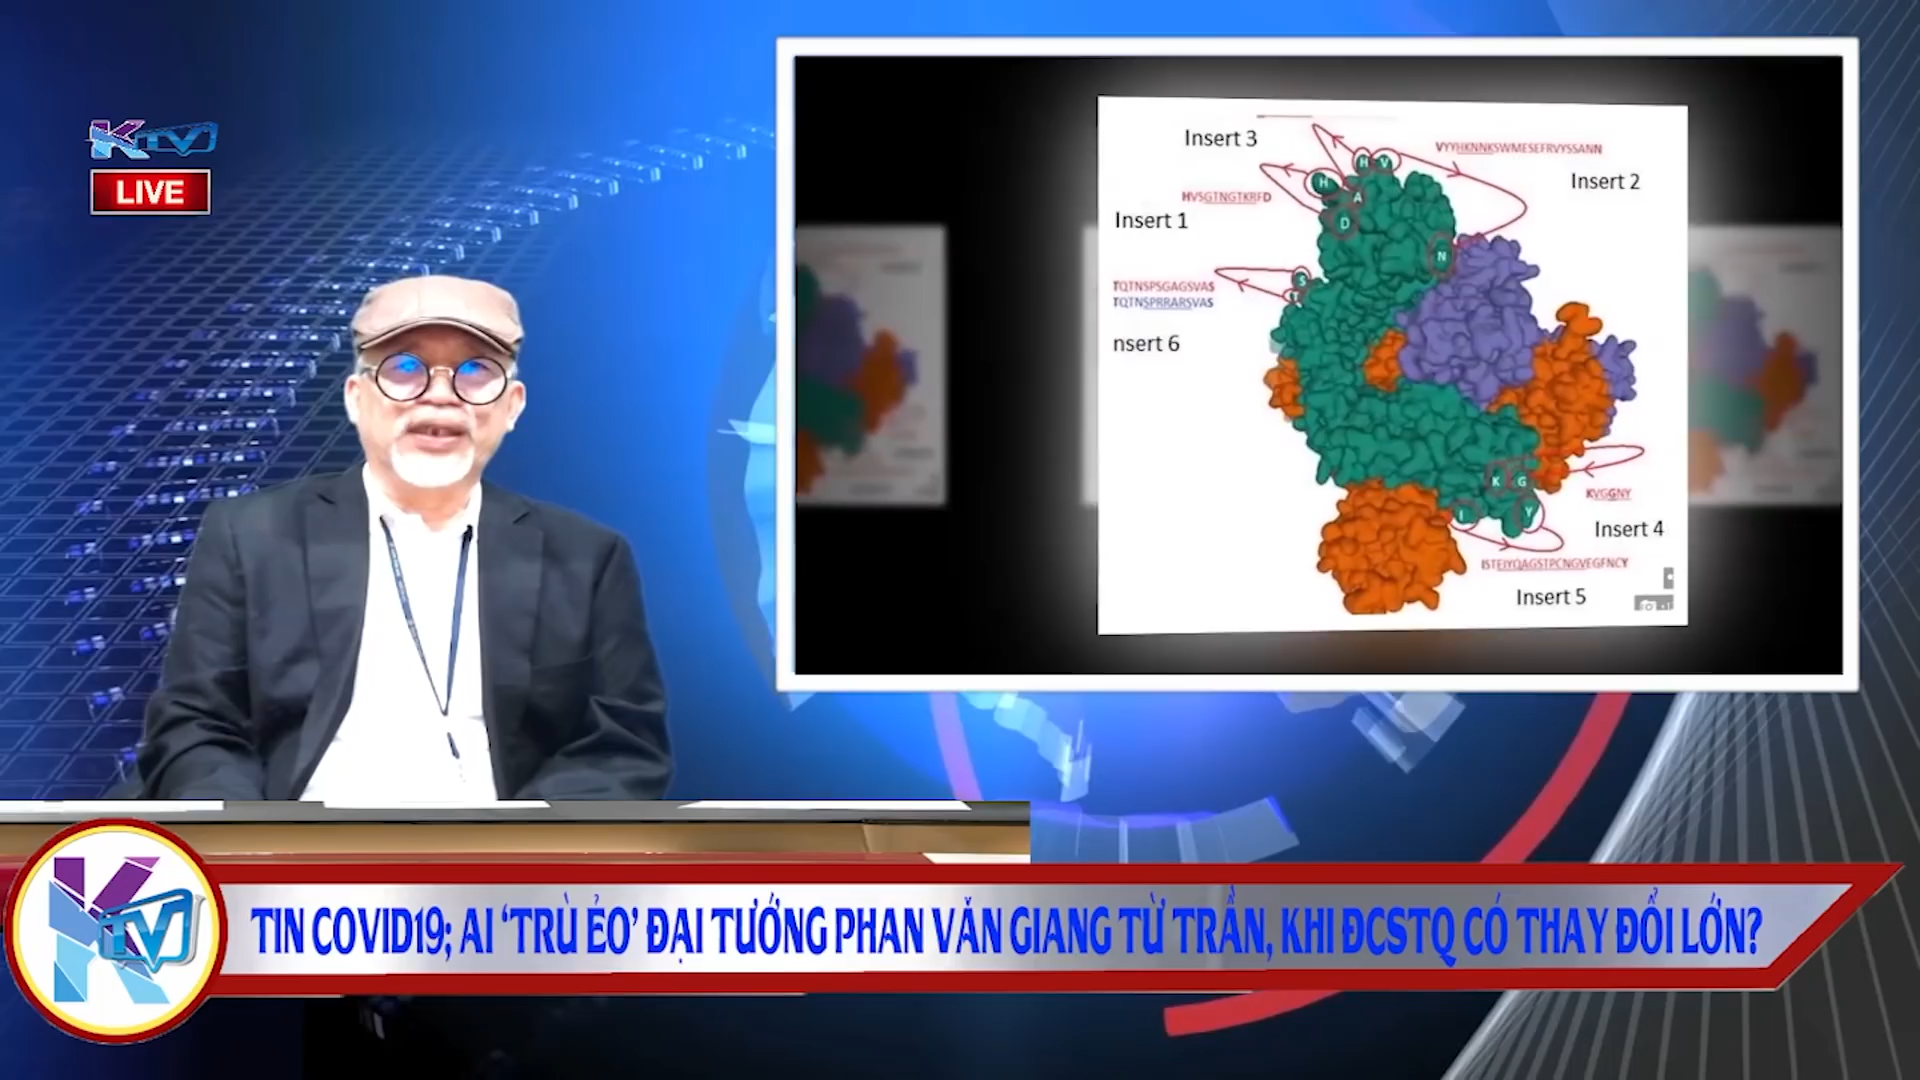 KTV
LIVE
Insert 3
VYYHKNNKSWMESEFRVYSSANN
Insert 2
H V
H
A
HVSGTNGTKRFD
Insert 1
D
N
S
T
TQTNSPSGAGSVAS
TQTNSPRRARSVAS
nsert 6
K G
KVGGNY
I Y
Insert 4
ISTEIYQAGSTPCNGVEGFNCY
Insert 5
KTV
TIN COVID19; AI ‘TRÙ ẺO’ ĐẠI TƯỚNG PHAN VĂN GIANG TỪ TRẦN, KHI ĐCSTQ CÓ THAY ĐỔI LỚN?